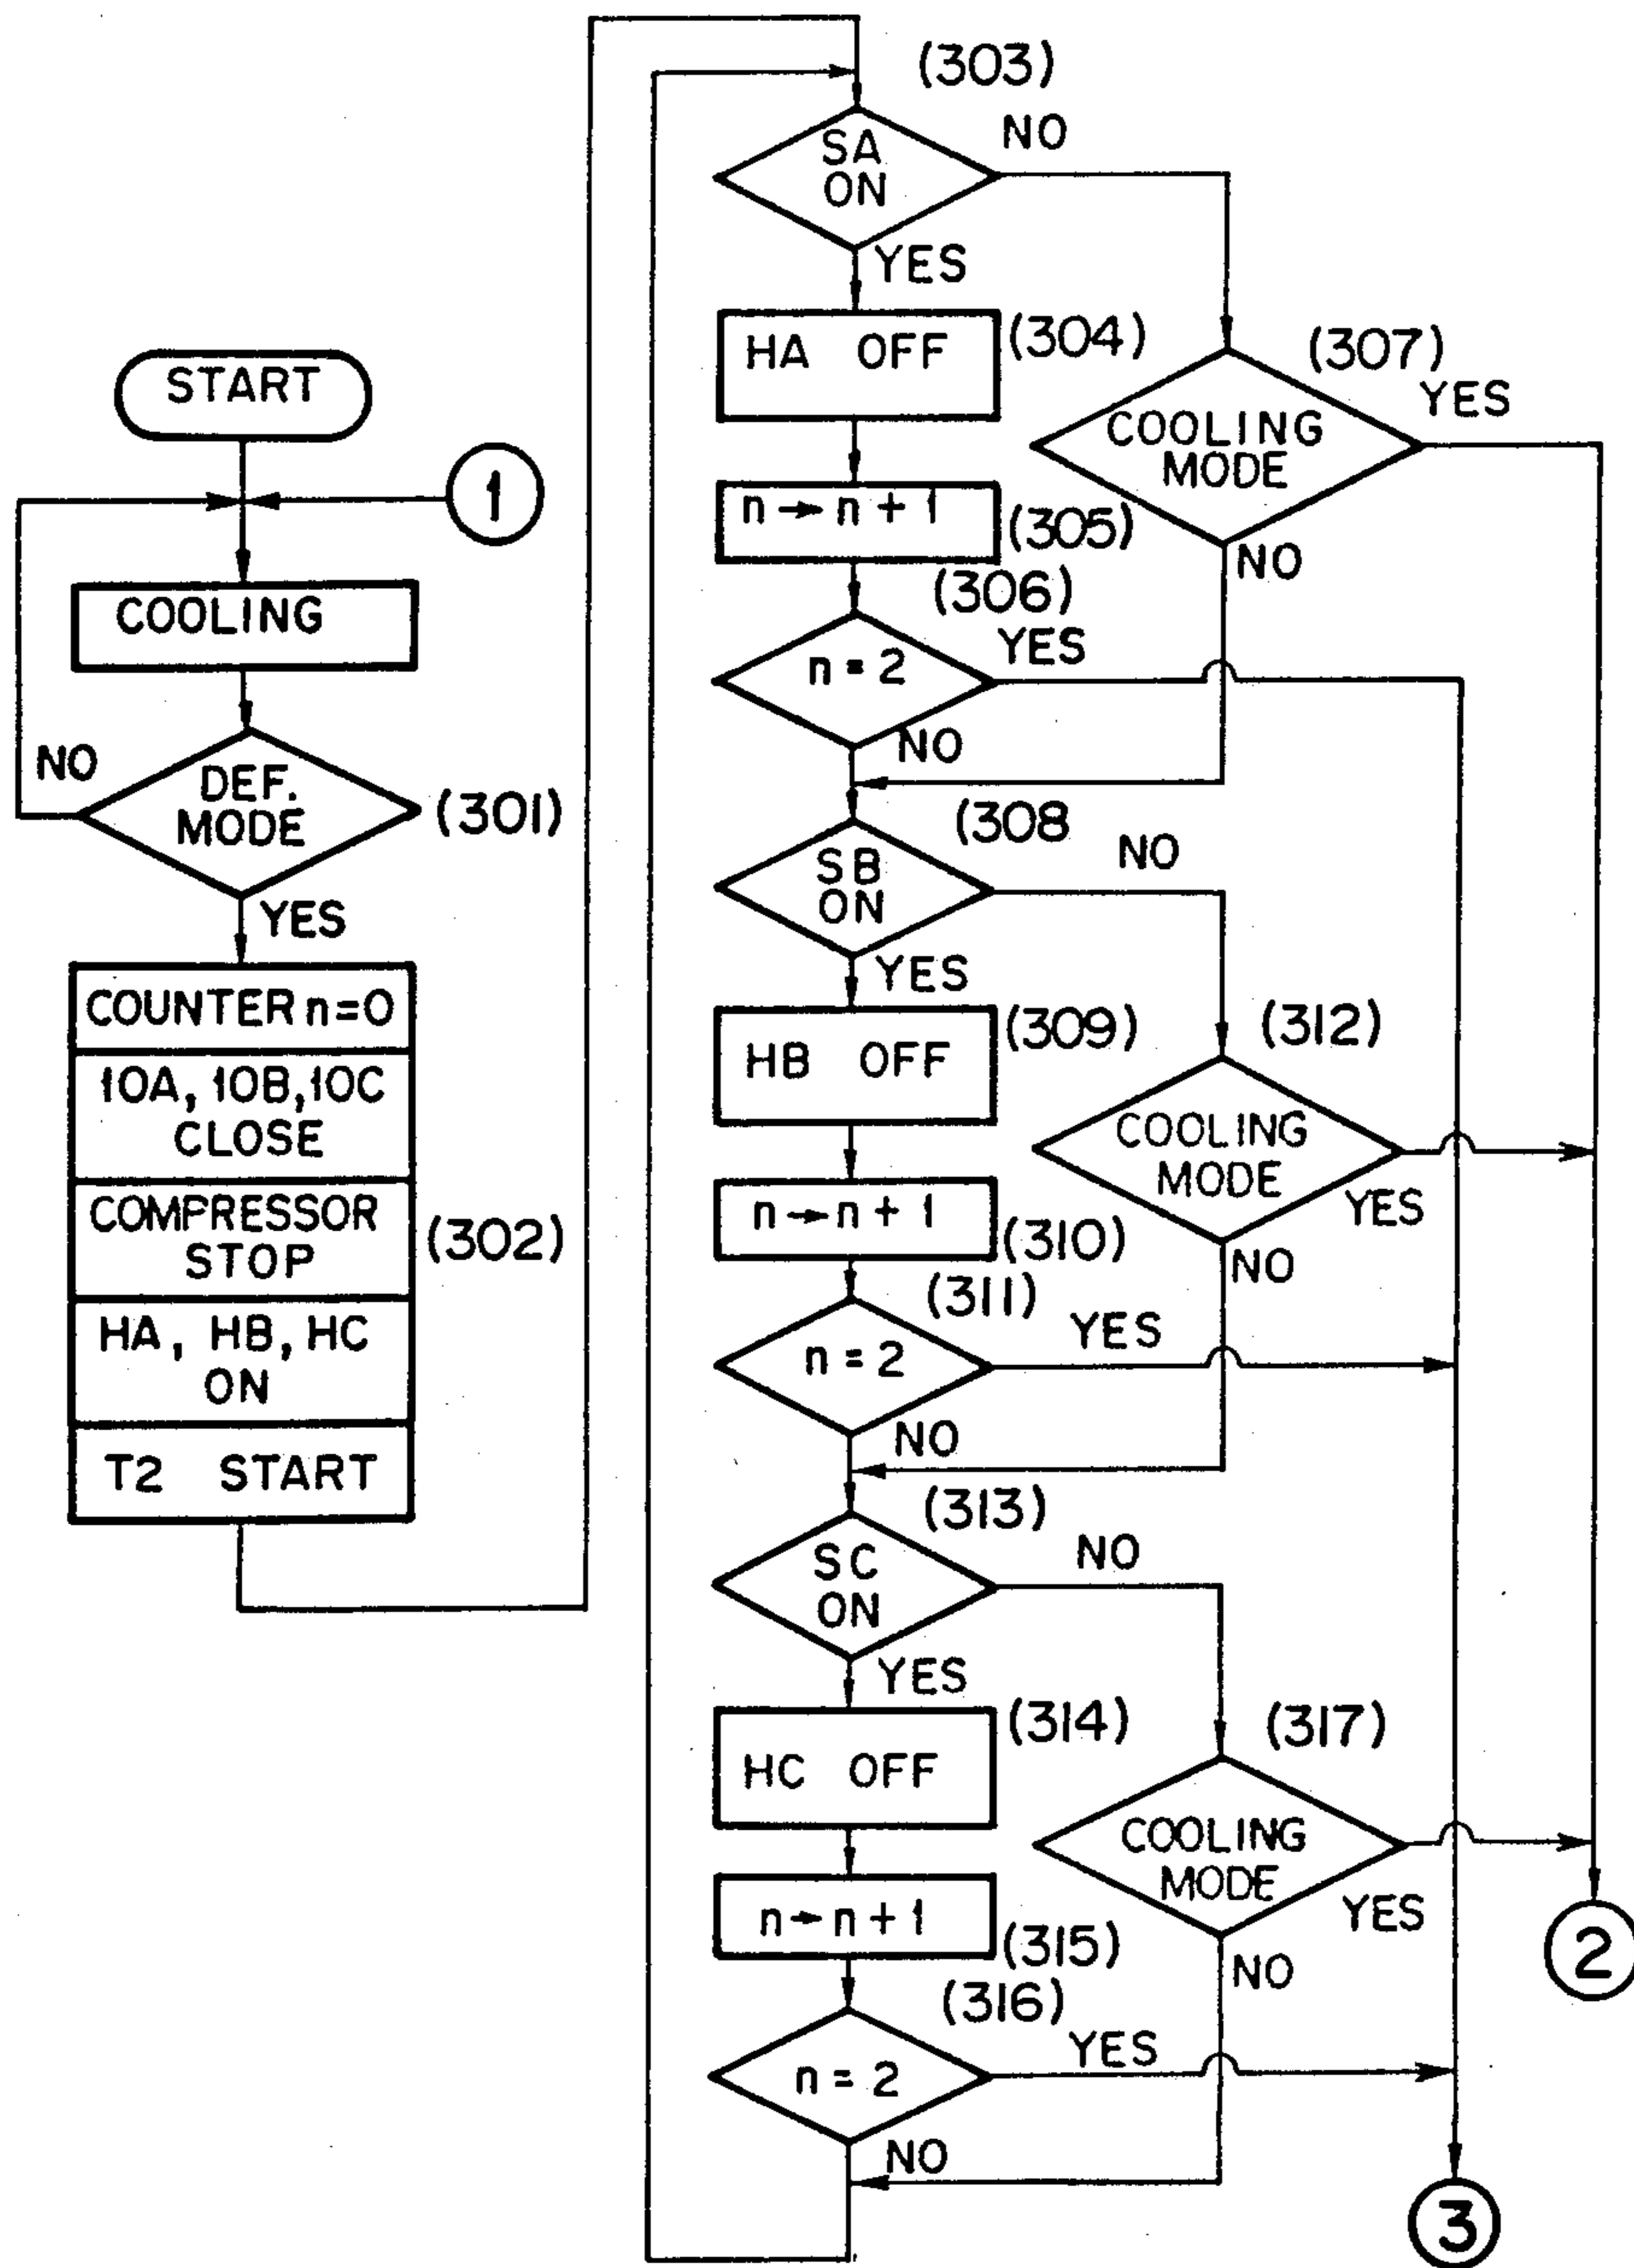 START
1
COOLING
NO
DEF.
MODE
(301)
YES
COUNTER n=0
10A, 10B, 10C
CLOSE
COMPRESSOR
STOP
(302)
HA, HB, HC
ON
T2 START
(303)
SA
ON
NO
YES
HA OFF
(304)
(307)
YES
COOLING
MODE
NO
n→n+1
(305)
(306)
n=2
YES
NO
(308
SB
ON
NO
YES
HB OFF
(309)
(312)
COOLING
MODE
YES
NO
n→n+1
(310)
(311)
n=2
YES
NO
(313)
SC
ON
NO
YES
HC OFF
(314)
(317)
COOLING
MODE
YES
NO
n→n+1
(315)
(316)
n=2
YES
NO
2
3